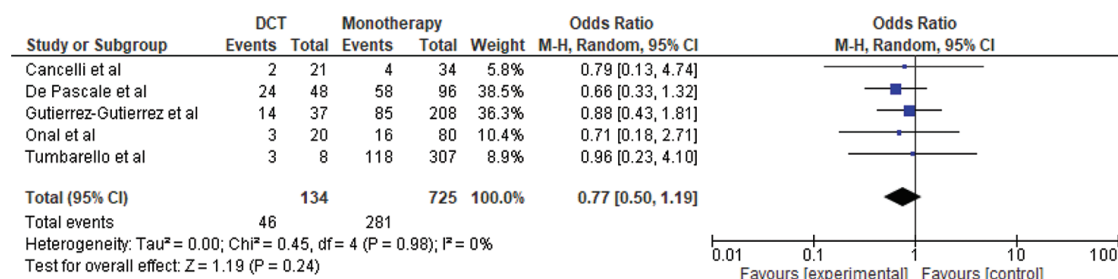 DCT Monotherapy Odds Ratio Odds Ratio
Study or Subgroup Events Total Events Total Weight M-H, Random, 95% CI M-H, Random, 95% CI
Cancelli et al 2 21 4 34 5.8% 0.79 [0.13, 4.74]
De Pascale et al 24 48 58 96 38.5% 0.66 [0.33, 1.32]
Gutierrez-Gutierrez et al 14 37 85 208 36.3% 0.88 [0.43, 1.81]
Onal et al 3 20 16 80 10.4% 0.71 [0.18, 2.71]
Tumbarello et al 3 8 118 307 8.9% 0.96 [0.23, 4.10]
Total (95% CI) 134 725 100.0% 0.77 [0.50, 1.19]
Total events 46 281
Heterogeneity: Tau² = 0.00; Chi² = 0.45, df = 4 (P = 0.98); I² = 0%
Test for overall effect: Z = 1.19 (P = 0.24)
0.01 0.1 1 10 100
Favours [experimental] Favours [control]